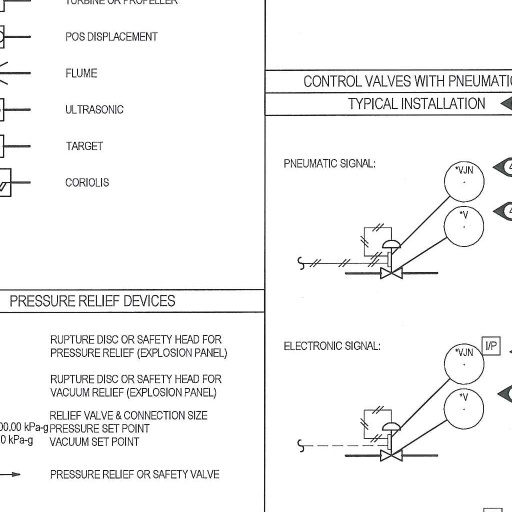 TURBINE OR PROPELLER
POS DISPLACEMENT
FLUME
ULTRASONIC
TARGET
CORIOLIS
PRESSURE RELIEF DEVICES
RUPTURE DISC OR SAFETY HEAD FOR
PRESSURE RELIEF (EXPLOSION PANEL)
RUPTURE DISC OR SAFETY HEAD FOR
VACUUM RELIEF (EXPLOSION PANEL)
RELIEF VALVE & CONNECTION SIZE
00.00 kPa-g PRESSURE SET POINT
0 kPa-g VACUUM SET POINT
PRESSURE RELIEF OR SAFETY VALVE
CONTROL VALVES WITH PNEUMATIC
TYPICAL INSTALLATION
PNEUMATIC SIGNAL:
*VJN
*V
ELECTRONIC SIGNAL:
*VJN
I/P
*V